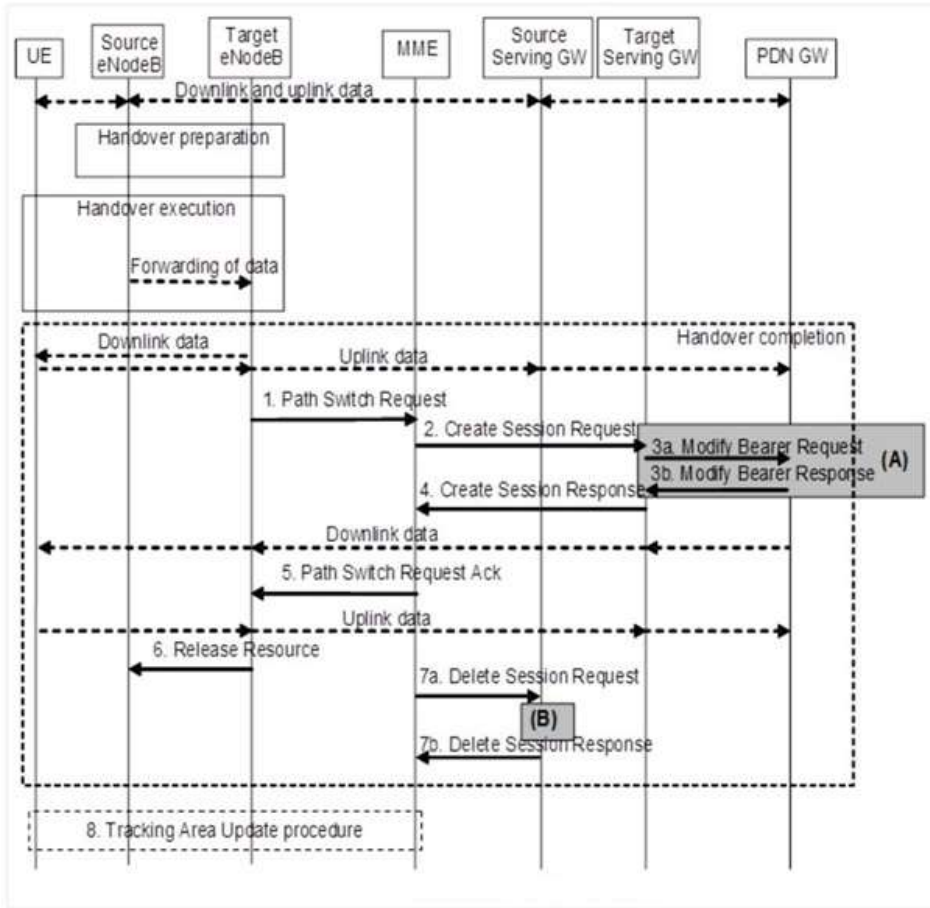 UE
Source
eNodeB
Target
eNodeB
MME
Source
Serving GW
Target
Serving GW
PDN GW
Downlink and uplink data
Handover preparation
Handover execution
Forwarding of data
Handover completion
Downlink data
Uplink data
1. Path Switch Request
2. Create Session Request
3a. Modify Bearer Request
(A)
3b. Modify Bearer Response
4. Create Session Response
Downlink data
5. Path Switch Request Ack
Uplink data
6. Release Resource
7a. Delete Session Request
(B)
7b. Delete Session Response
8. Tracking Area Update procedure